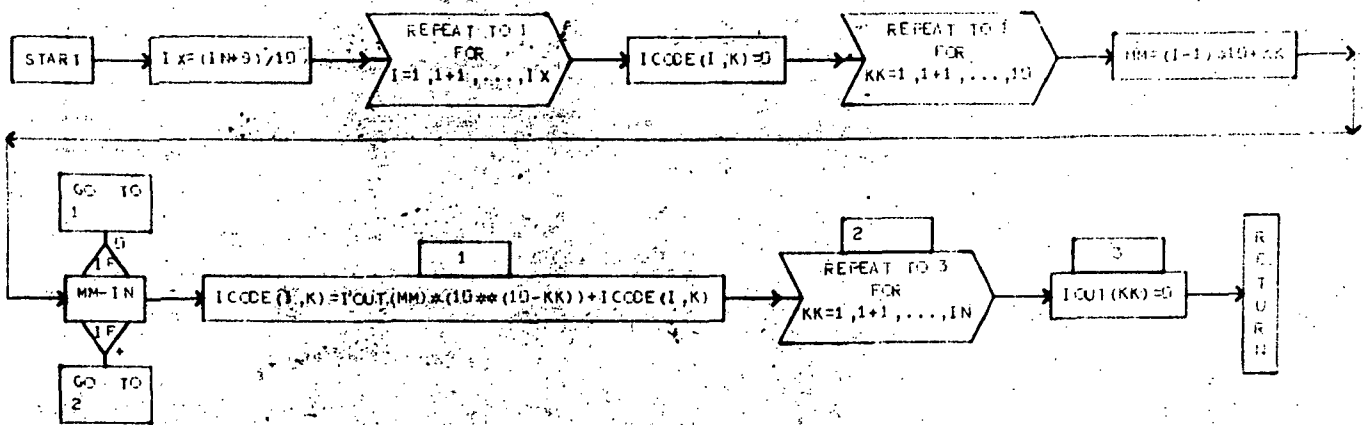 START
IX=(IN+9)/10
REPEAT TO 1
FOR
I=1,1+1,...,IX
ICODE(I,K)=0
REPEAT TO 1
FOR
KK=1,1+1,...,10
MM=(I-1)*10+KK
GO TO
1
0
IF
MM-IN
IF
+
GO TO
2
1
ICODE(I,K)=IOUT(MM)*(10**(10-KK))+ICODE(I,K)
2
REPEAT TO 3
FOR
KK=1,1+1,...,IN
3
IOUT(KK)=0
RETURN